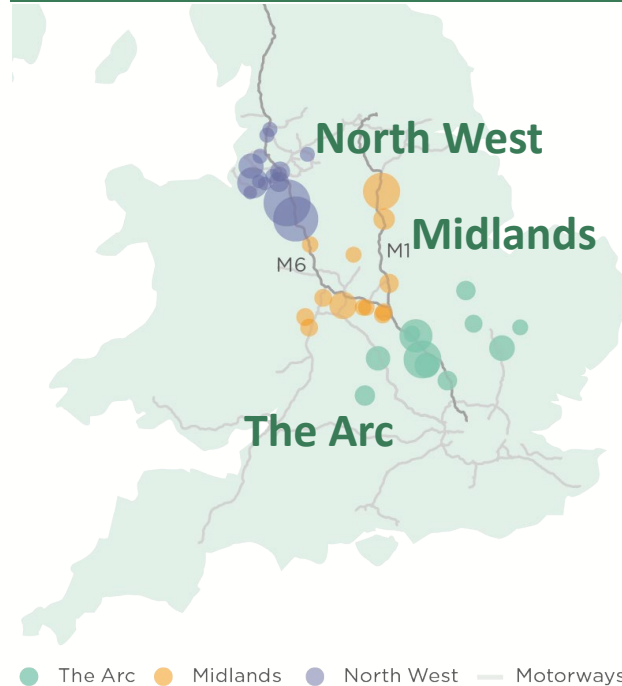 North West
Midlands
M1
M6
The Arc
The Arc
Midlands
North West
Motorways